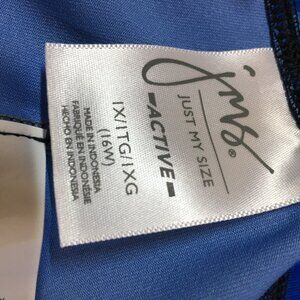 jms®
JUST MY SIZE
ACTIVE
1X/1TG/1XG
(16W)
MADE IN INDONESIA
FABRIQUÉ EN INDONÉSIE
HECHO EN INDONESIA